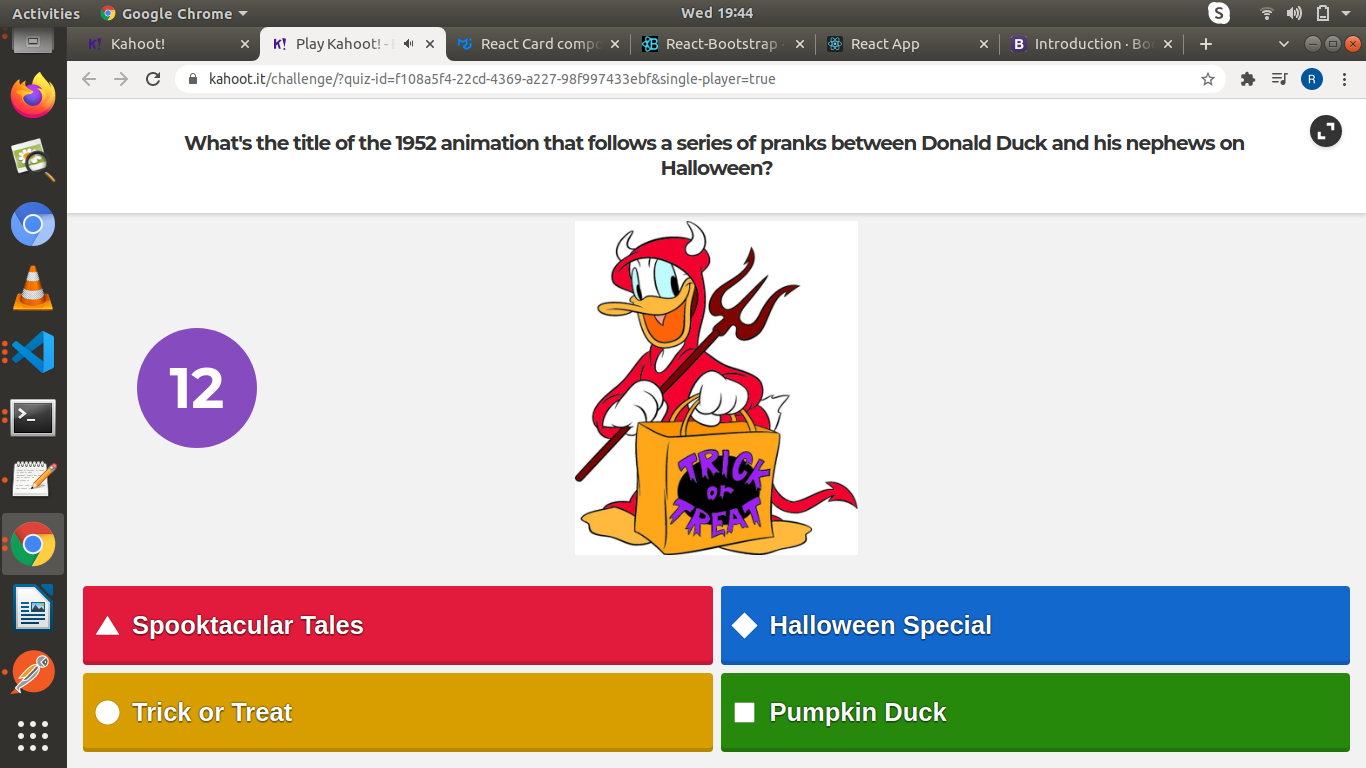 Activities
Google Chrome
Wed 19:44
S
Kahoot!
Play Kahoot! - E
React Card compo
React-Bootstrap
React App
B
Introduction · Boo
kahoot.it/challenge/?quiz-id=f108a5f4-22cd-4369-a227-98f997433ebf&single-player=true
R
What's the title of the 1952 animation that follows a series of pranks between Donald Duck and his nephews on
Halloween?
12
TRICK
or
TREAT
Spooktacular Tales
Halloween Special
Trick or Treat
Pumpkin Duck